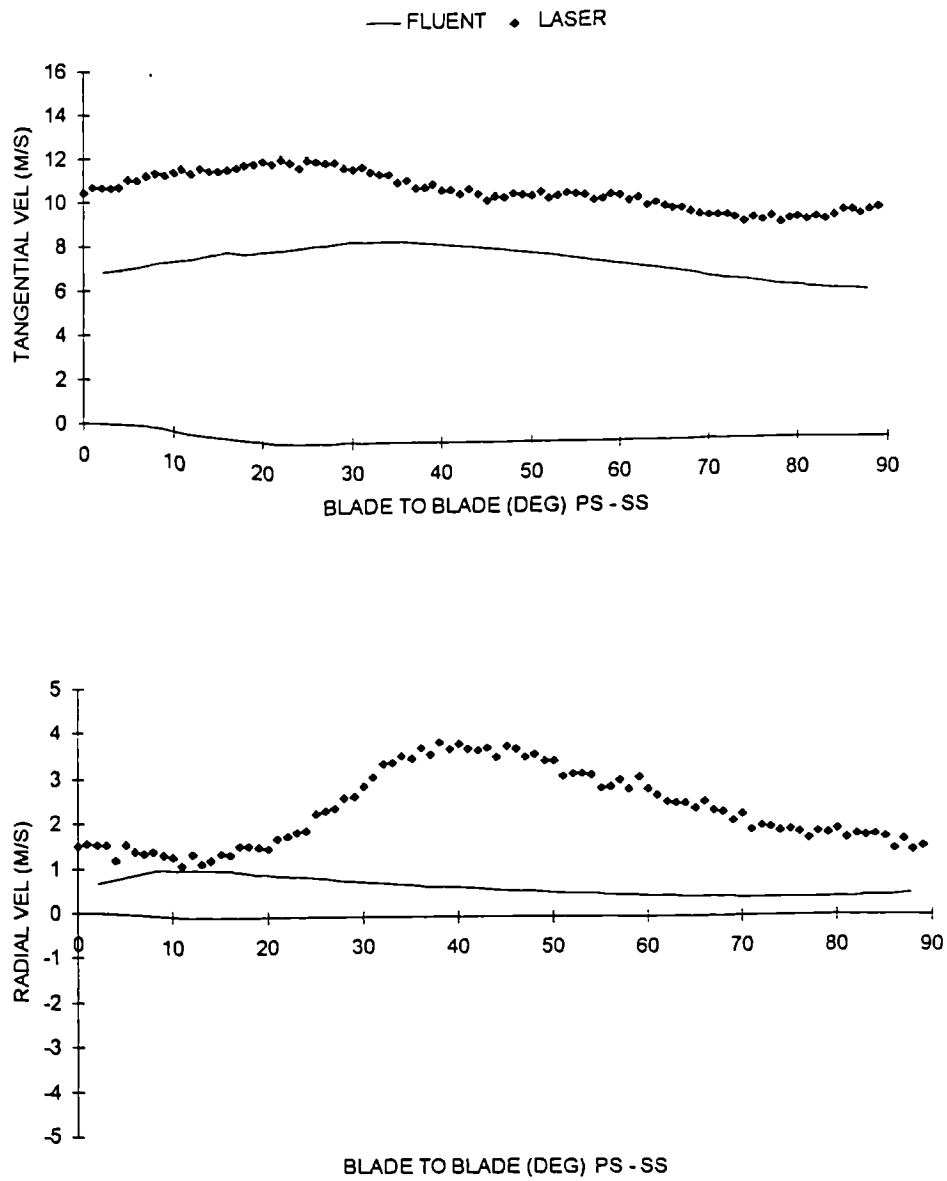 FLUENT LASER
TANGENTIAL VEL (M/S)
16
14
12
10
8
6
4
2
0
0 10 20 30 40 50 60 70 80 90
BLADE TO BLADE (DEG) PS - SS
RADIAL VEL (M/S)
5
4
3
2
1
0
-1
-2
-3
-4
-5
0 10 20 30 40 50 60 70 80 90
BLADE TO BLADE (DEG) PS - SS